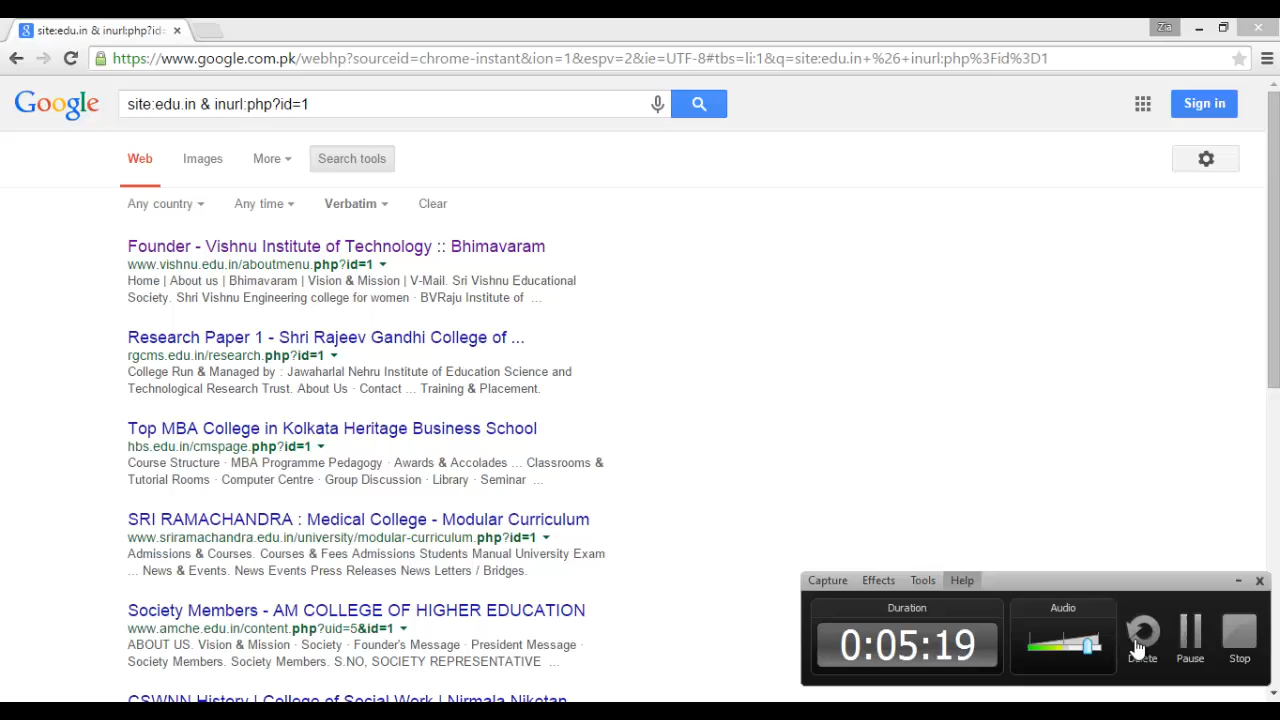 site:edu.in & inurl:php?id=
Zia
https://www.google.com.pk/webhp?sourceid=chrome-instant&ion=1&espv=2&ie=UTF-8#tbs=li:1&q=site:edu.in+%26+inurl:php%3Fid%3D1
Google
site:edu.in & inurl:php?id=1
Sign in
Web Images More Search tools
Any country Any time Verbatim Clear
Founder - Vishnu Institute of Technology :: Bhimavaram
www.vishnu.edu.in/aboutmenu.php?id=1
Home | About us | Bhimavaram | Vision & Mission | V-Mail. Sri Vishnu Educational
Society. Shri Vishnu Engineering college for women · BVRaju Institute of ...
Research Paper 1 - Shri Rajeev Gandhi College of ...
rgcms.edu.in/research.php?id=1
College Run & Managed by : Jawaharlal Nehru Institute of Education Science and
Technological Research Trust. About Us · Contact ... Training & Placement.
Top MBA College in Kolkata Heritage Business School
hbs.edu.in/cmspage.php?id=1
Course Structure · MBA Programme Pedagogy · Awards & Accolades ... Classrooms &
Tutorial Rooms · Computer Centre · Group Discussion · Library · Seminar ...
SRI RAMACHANDRA : Medical College - Modular Curriculum
www.sriramachandra.edu.in/university/modular-curriculum.php?id=1
Admissions & Courses. Courses & Fees Admissions Students Manual University Exam
... News & Events. News Events Press Releases News Letters / Bridges.
Society Members - AM COLLEGE OF HIGHER EDUCATION
www.amche.edu.in/content.php?uid=5&id=1
ABOUT US. Vision & Mission · Society · Founder's Message · President Message ·
Society Members. Society Members. S.NO, SOCIETY REPRESENTATIVE ...
CSWNN History | College of Social Work | Nirmala Niketan
Capture Effects Tools Help
Duration
0:05:19
Audio
Delete Pause Stop